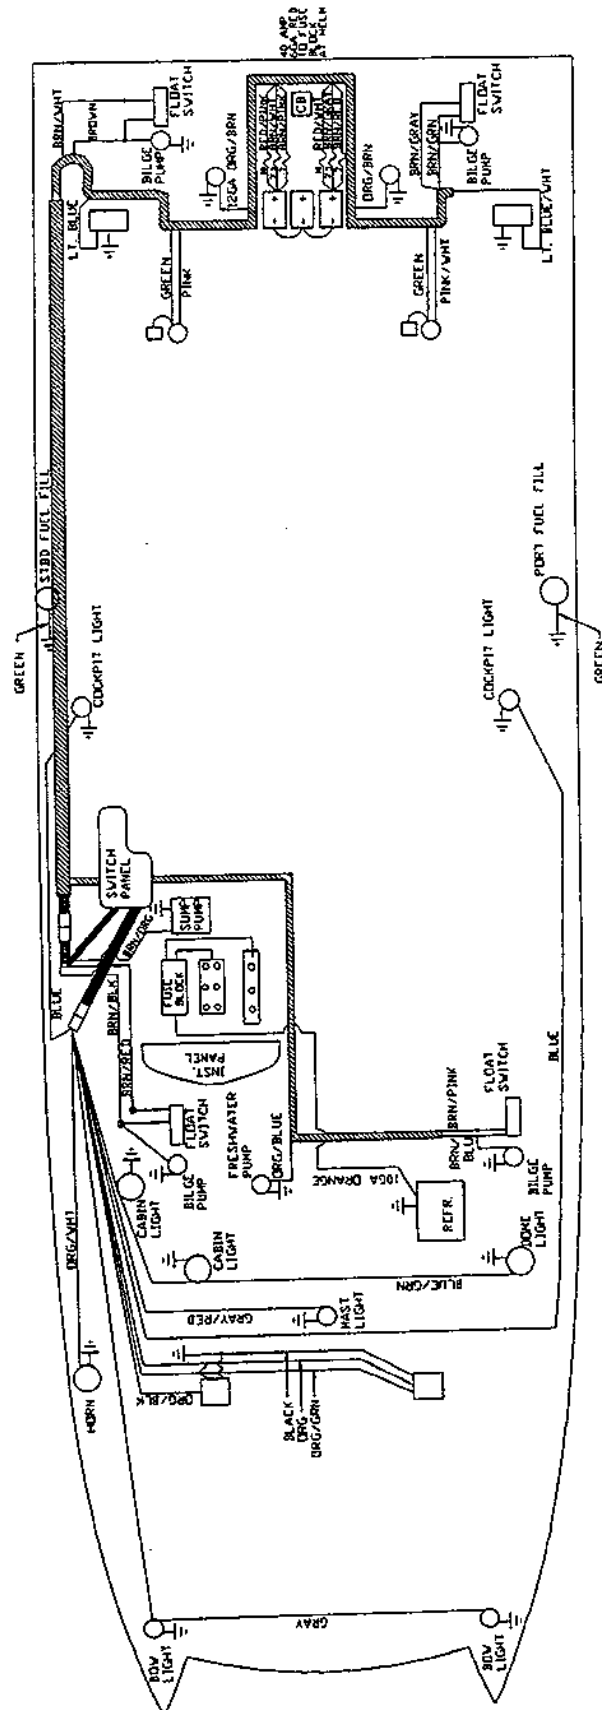 40 AMP
6GA RED
TO FUSE
BLOCK
AT HELM
BRN/WHT
BROWN
FLOAT
SWITCH
BILGE
PUMP
12GA ORG/BRN
RED/PINK
BRN/WHT
BRN/PINK
CB
RED/WHT
BRN/GRAY
BRN/RED
ORG/BRN
BRN/GRAY
BRN/GRN
FLOAT
SWITCH
BILGE
PUMP
LT. BLUE
LT. BLUE/WHT
GREEN
PINK
GREEN
PINK/WHT
STBD FUEL FILL
GREEN
PORT FUEL FILL
GREEN
COCKPIT LIGHT
COCKPIT LIGHT
SWITCH
PANEL
BRN/ORG
SUMP
PUMP
FUSE
BLOCK
BLUE
BRN/BLK
BRN/RED
INST.
PANEL
BLUE
FLOAT
SWITCH
BILGE
PUMP
FRESHWATER
PUMP
ORG/BLUE
10GA ORANGE
BRN/PINK
BRN/
BLUE
FLOAT
SWITCH
BILGE
PUMP
REFR.
CABIN
LIGHT
CABIN
LIGHT
DOME
LIGHT
BLUE/GRN
ORG/WHT
GRAY/RED
MAST
LIGHT
HORN
ORG/BLK
BLACK
ORG
ORG/GRN
GRAY
BOW
LIGHT
BOW
LIGHT